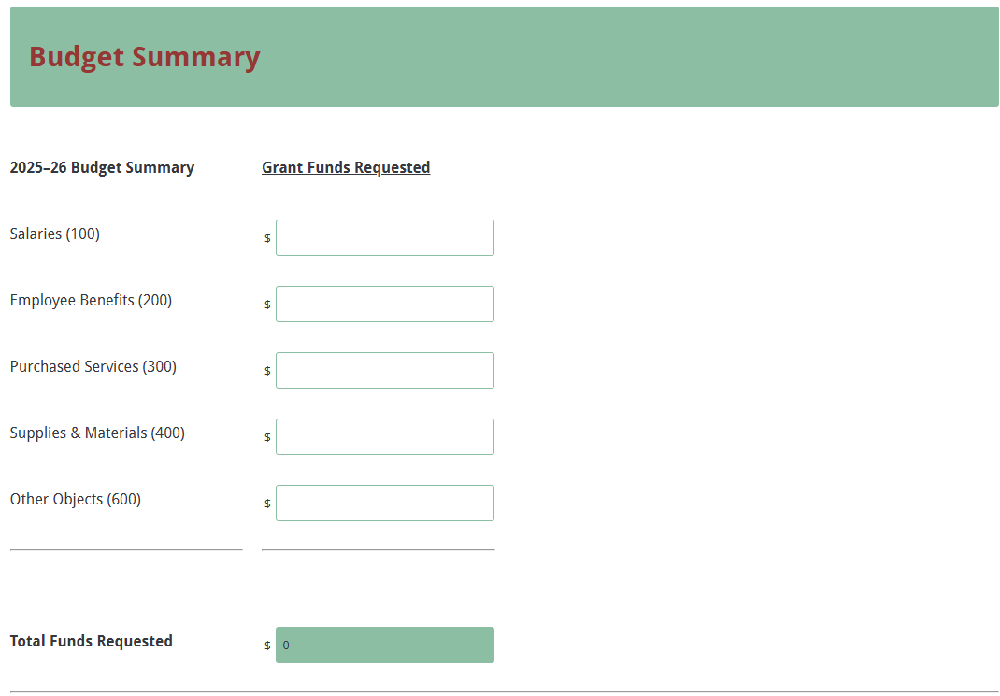 Budget Summary
2025–26 Budget Summary Grant Funds Requested
Salaries (100) $
Employee Benefits (200) $
Purchased Services (300) $
Supplies & Materials (400) $
Other Objects (600) $
Total Funds Requested $ 0